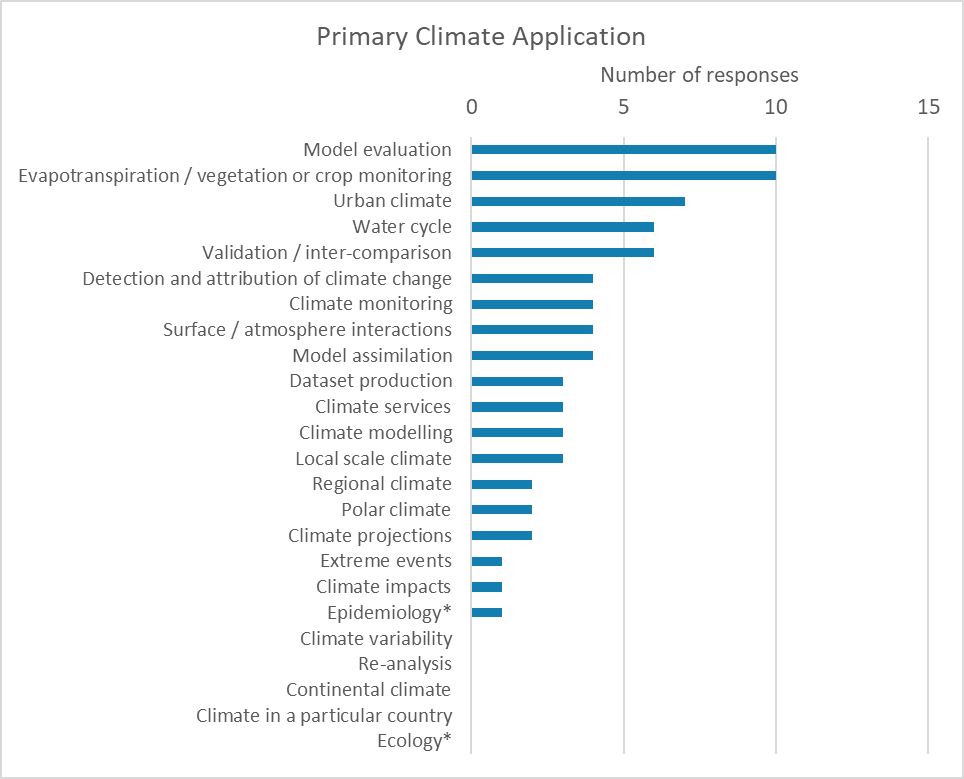 Primary Climate Application
Number of responses
0 5 10 15
Model evaluation
Evapotranspiration / vegetation or crop monitoring
Urban climate
Water cycle
Validation / inter-comparison
Detection and attribution of climate change
Climate monitoring
Surface / atmosphere interactions
Model assimilation
Dataset production
Climate services
Climate modelling
Local scale climate
Regional climate
Polar climate
Climate projections
Extreme events
Climate impacts
Epidemiology*
Climate variability
Re-analysis
Continental climate
Climate in a particular country
Ecology*